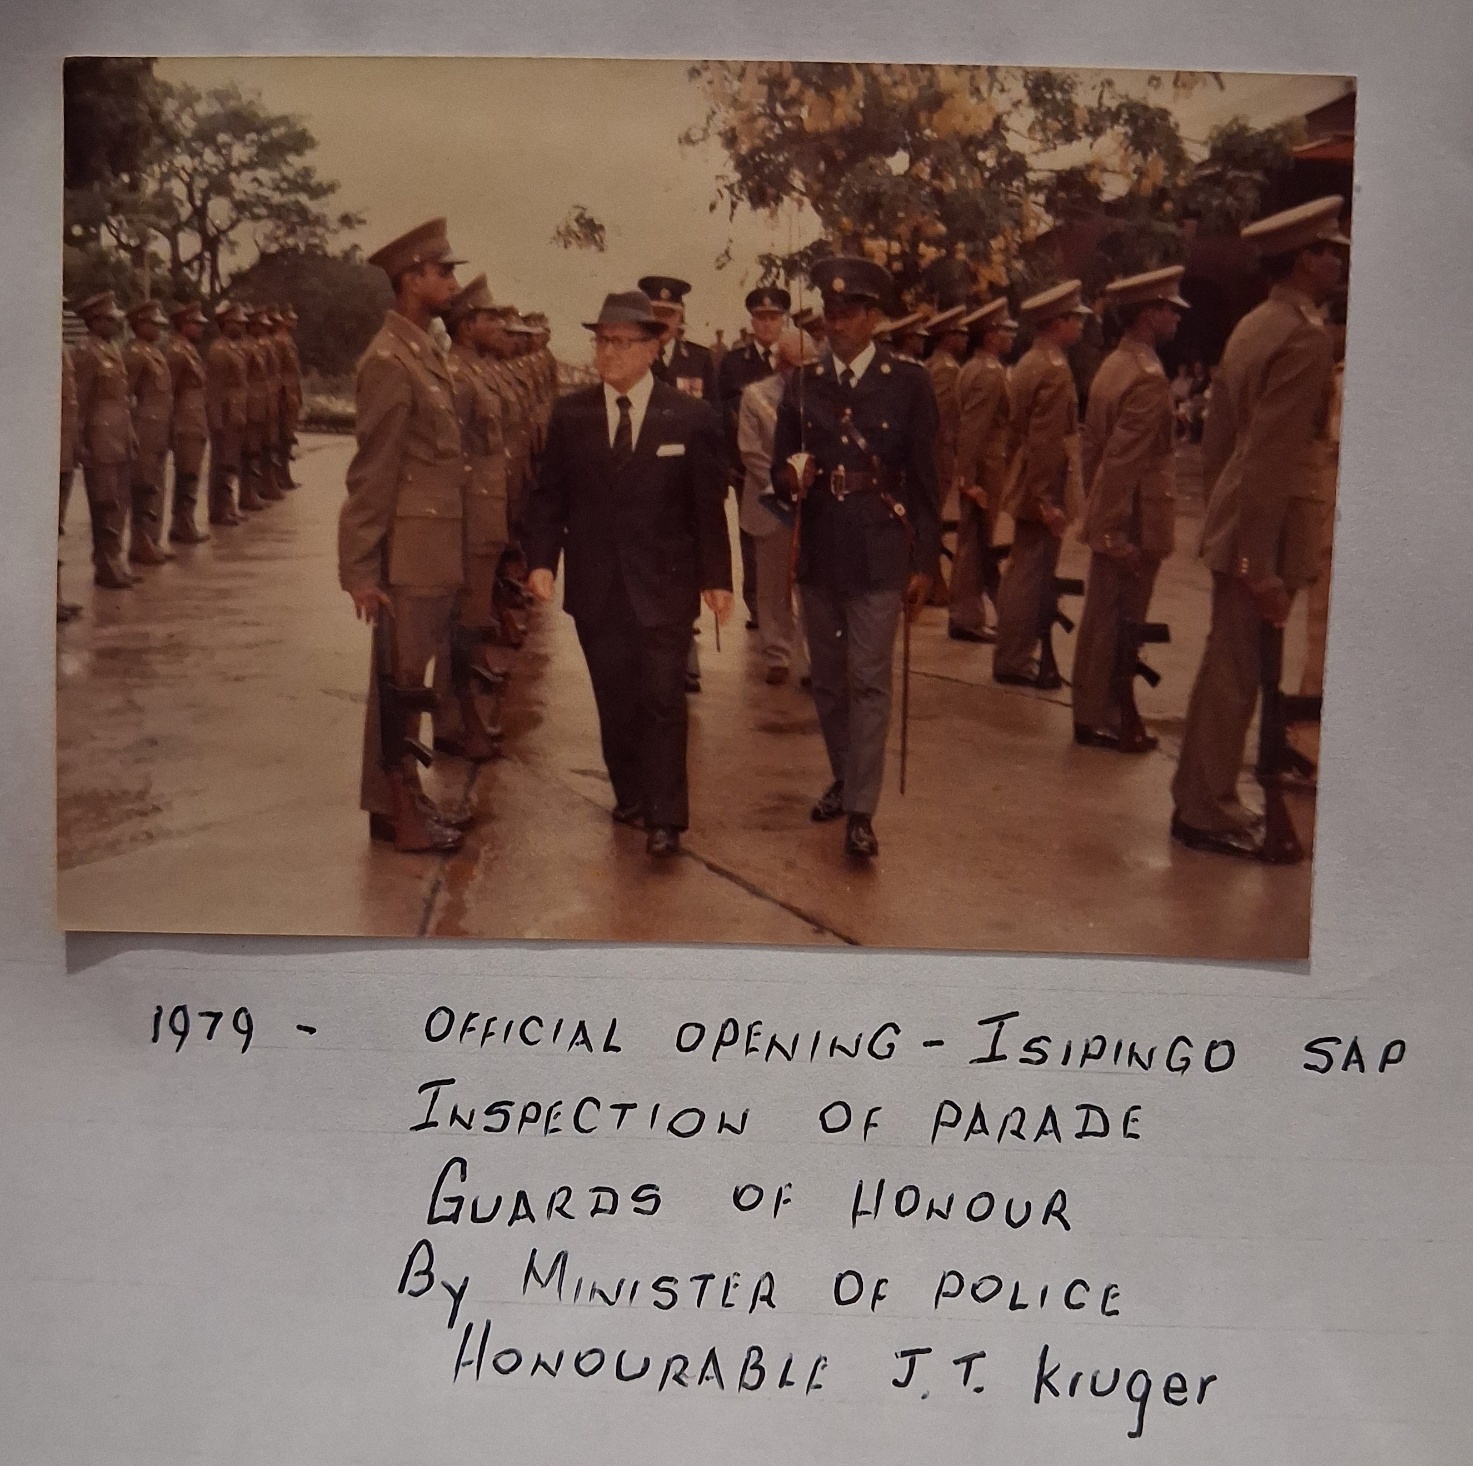 1979 - OFFICIAL OPENING - ISIPINGO SAP
INSPECTION OF PARADE
GUARDS OF HONOUR
By MINISTER OF POLICE
HONOURABLE J.T. kruger